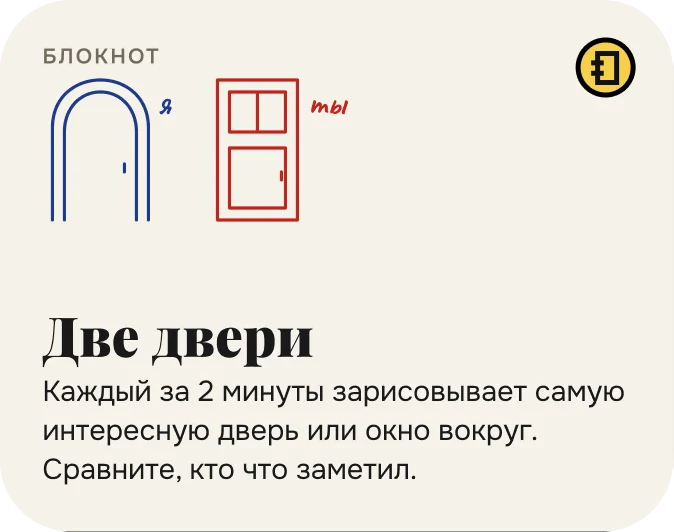 БЛОКНОТ
я
ты
Две двери
Каждый за 2 минуты зарисовывает самую
интересную дверь или окно вокруг.
Сравните, кто что заметил.